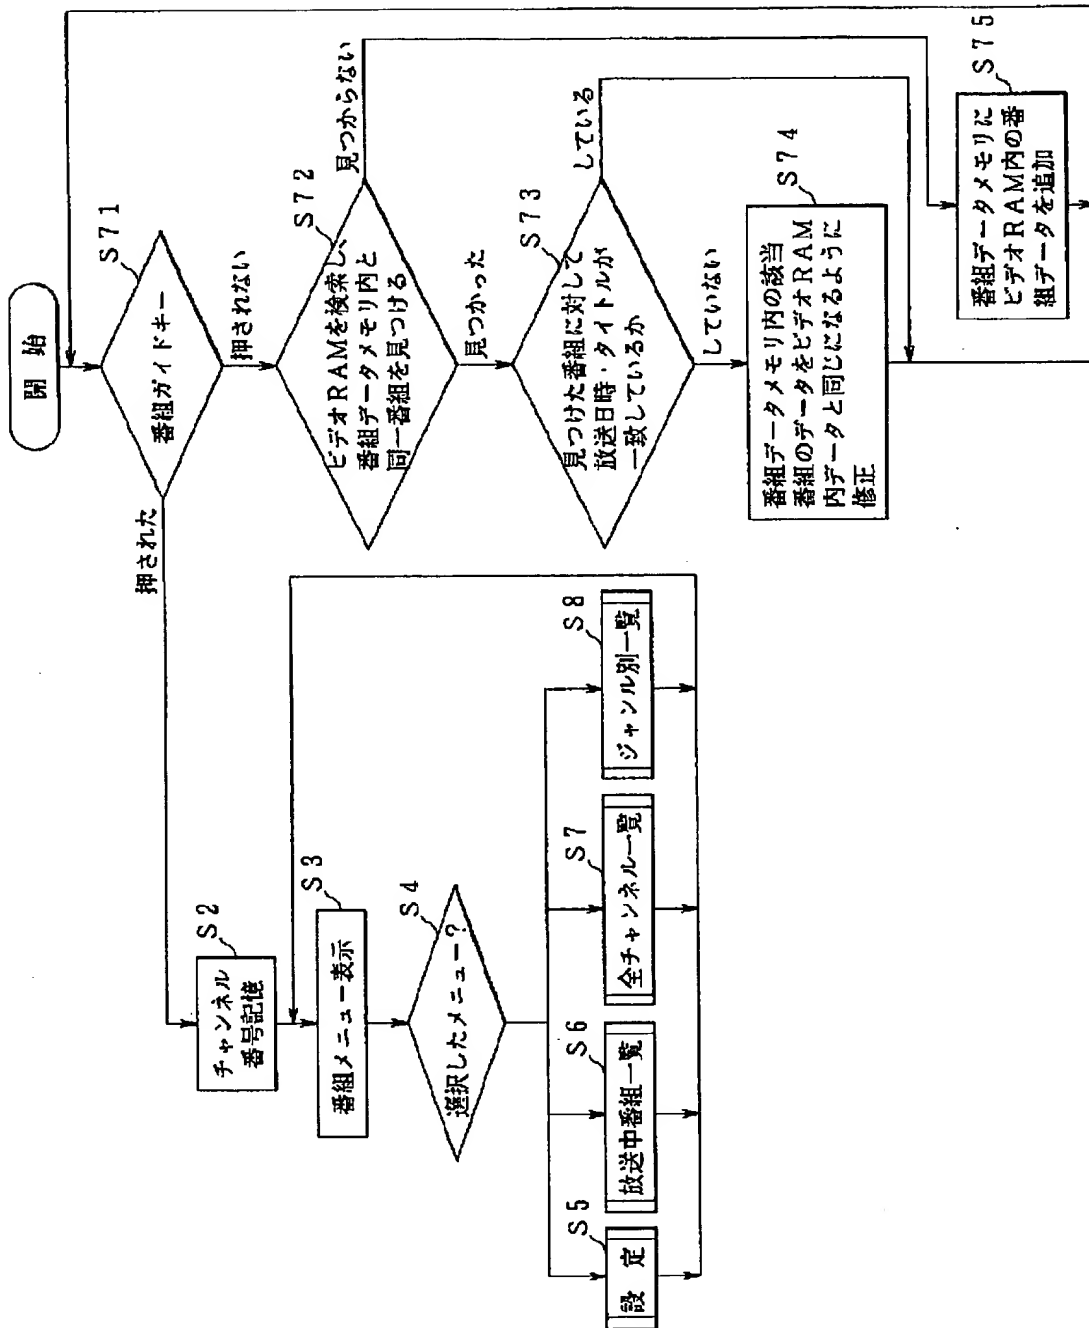 開 始
S71
番組ガイドキー
押された
押されない
S72
ビデオRAMを検索し、
番組データメモリ内と
同一番組を見つける
見つからない
見つかった
S73
見つけた番組に対して
放送日時・タイトルが
一致しているか
している
していない
S74
番組データメモリ内の該当
番組のデータをビデオRAM
内データと同じになるように
修正
S75
番組データメモリに
ビデオRAM内の番
組データを追加
S2
チャンネル
番号記憶
S3
番組メニュー表示
S4
選択したメニュー?
S5
設 定
S6
放送中番組一覧
S7
全チャンネル一覧
S8
ジャンル別一覧